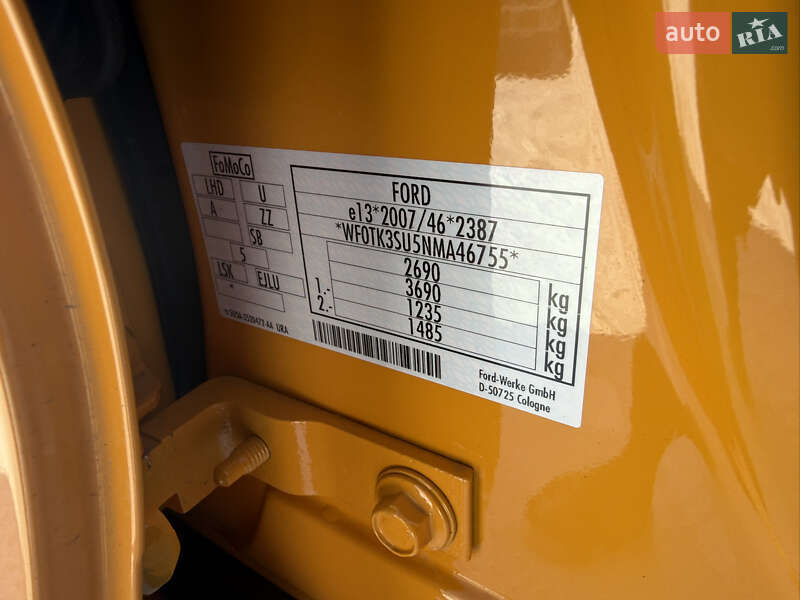 auto RIA
FoMoCo
LHD U
A ZZ
SB
5
LSK EJLU
*
FORD
e13*2007/46*2387
*WF0TK3SU5NMA46755*
2690
1.- 3690
2.- 1235
1485
kg
kg
kg
kg
Ford-Werke GmbH
D-50725 Cologne